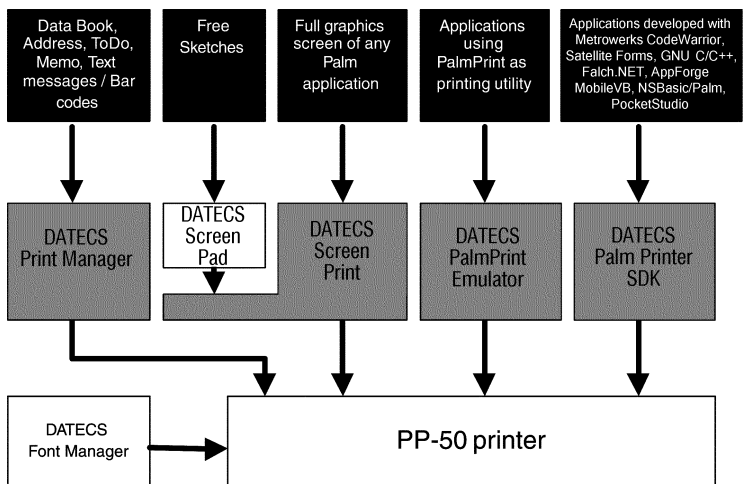 Data Book,
Address, ToDo,
Memo, Text
messages / Bar
codes
Free
Sketches
Full graphics
screen of any
Palm
application
Applications
using
PalmPrint as
printing utility
Applications developed with
Metrowerks CodeWarrior,
Satellite Forms, GNU C/C++,
Falch.NET, AppForge
MobileVB, NSBasic/Palm,
PocketStudio
DATECS
Print Manager
DATECS
Screen
Pad
DATECS
Screen
Print
DATECS
PalmPrint
Emulator
DATECS
Palm Printer
SDK
DATECS
Font Manager
PP-50 printer